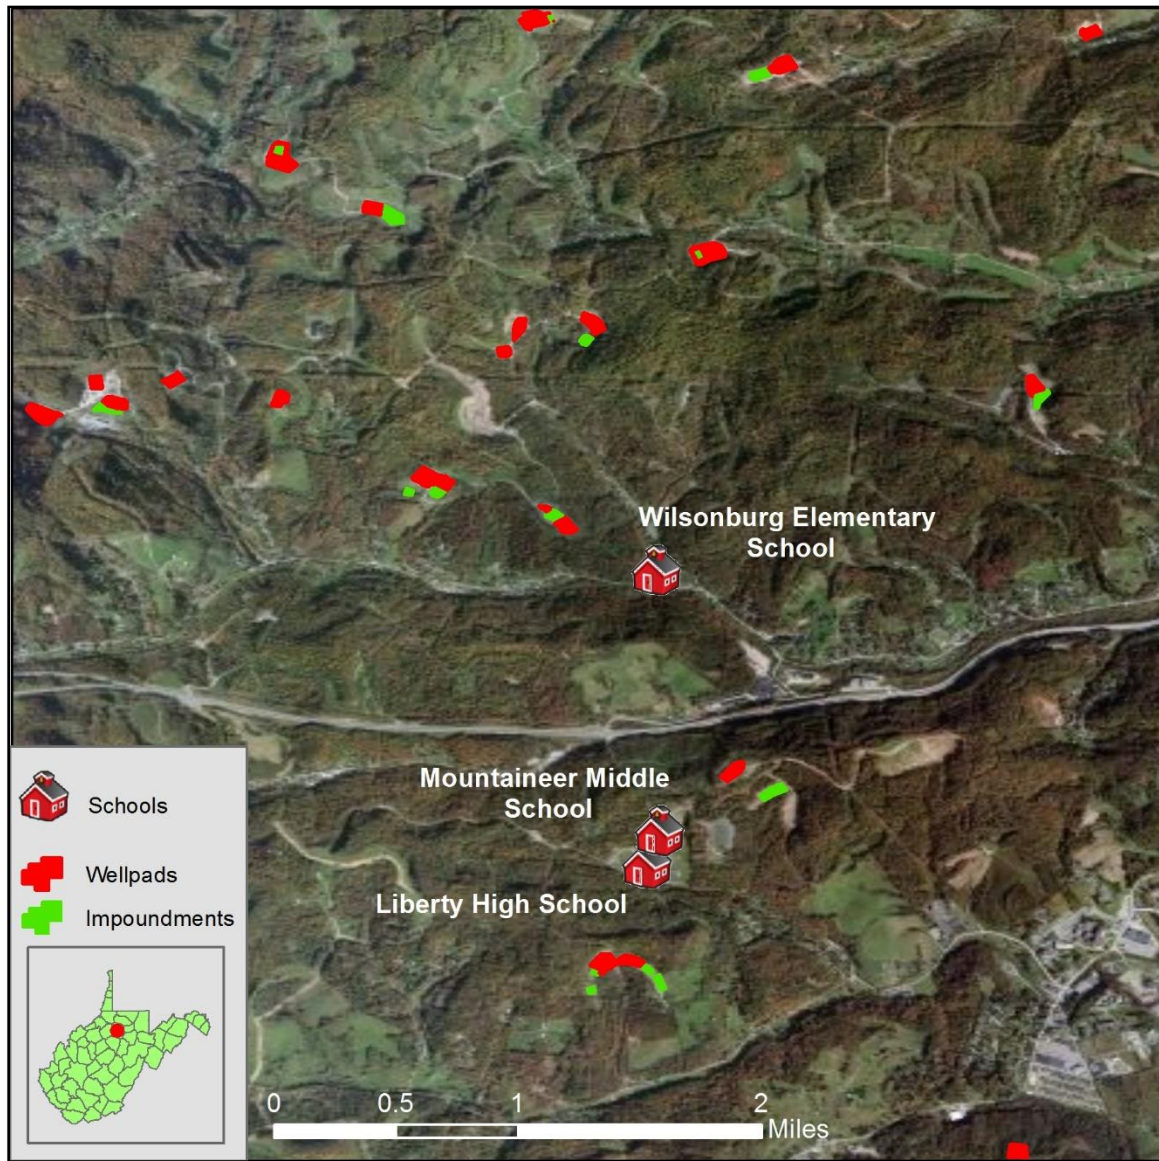 Wilsonburg Elementary
School
Mountaineer Middle
School
Liberty High School
Schools
Wellpads
Impoundments
0 0.5 1 2
Miles